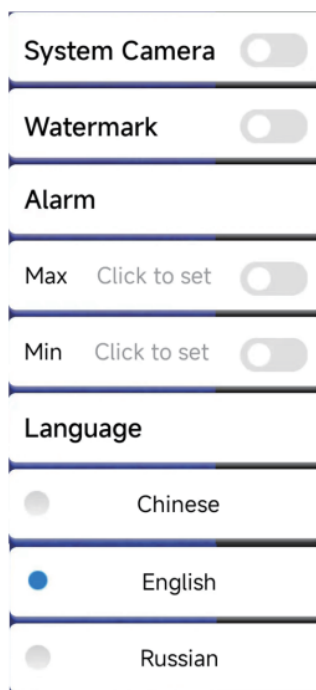 System Camera
Watermark
Alarm
Max Click to set
Min Click to set
Language
Chinese
English
Russian